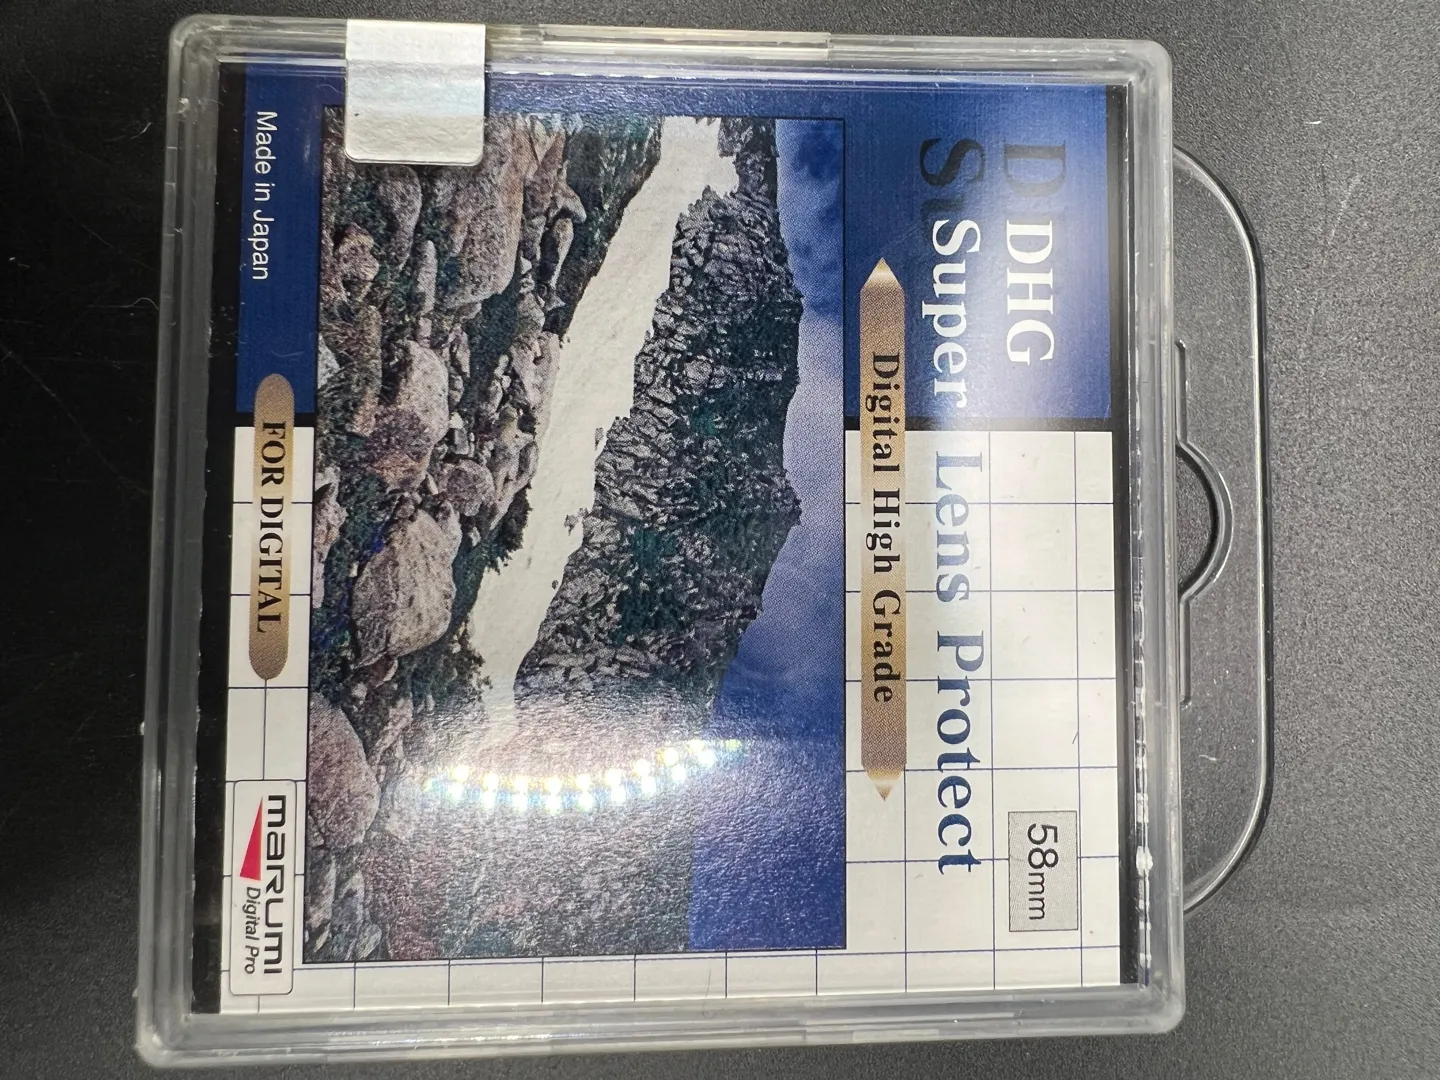 DHG
Super Lens Protect
58mm
Digital High Grade
Made in Japan
FOR DIGITAL
marumi
Digital Pro